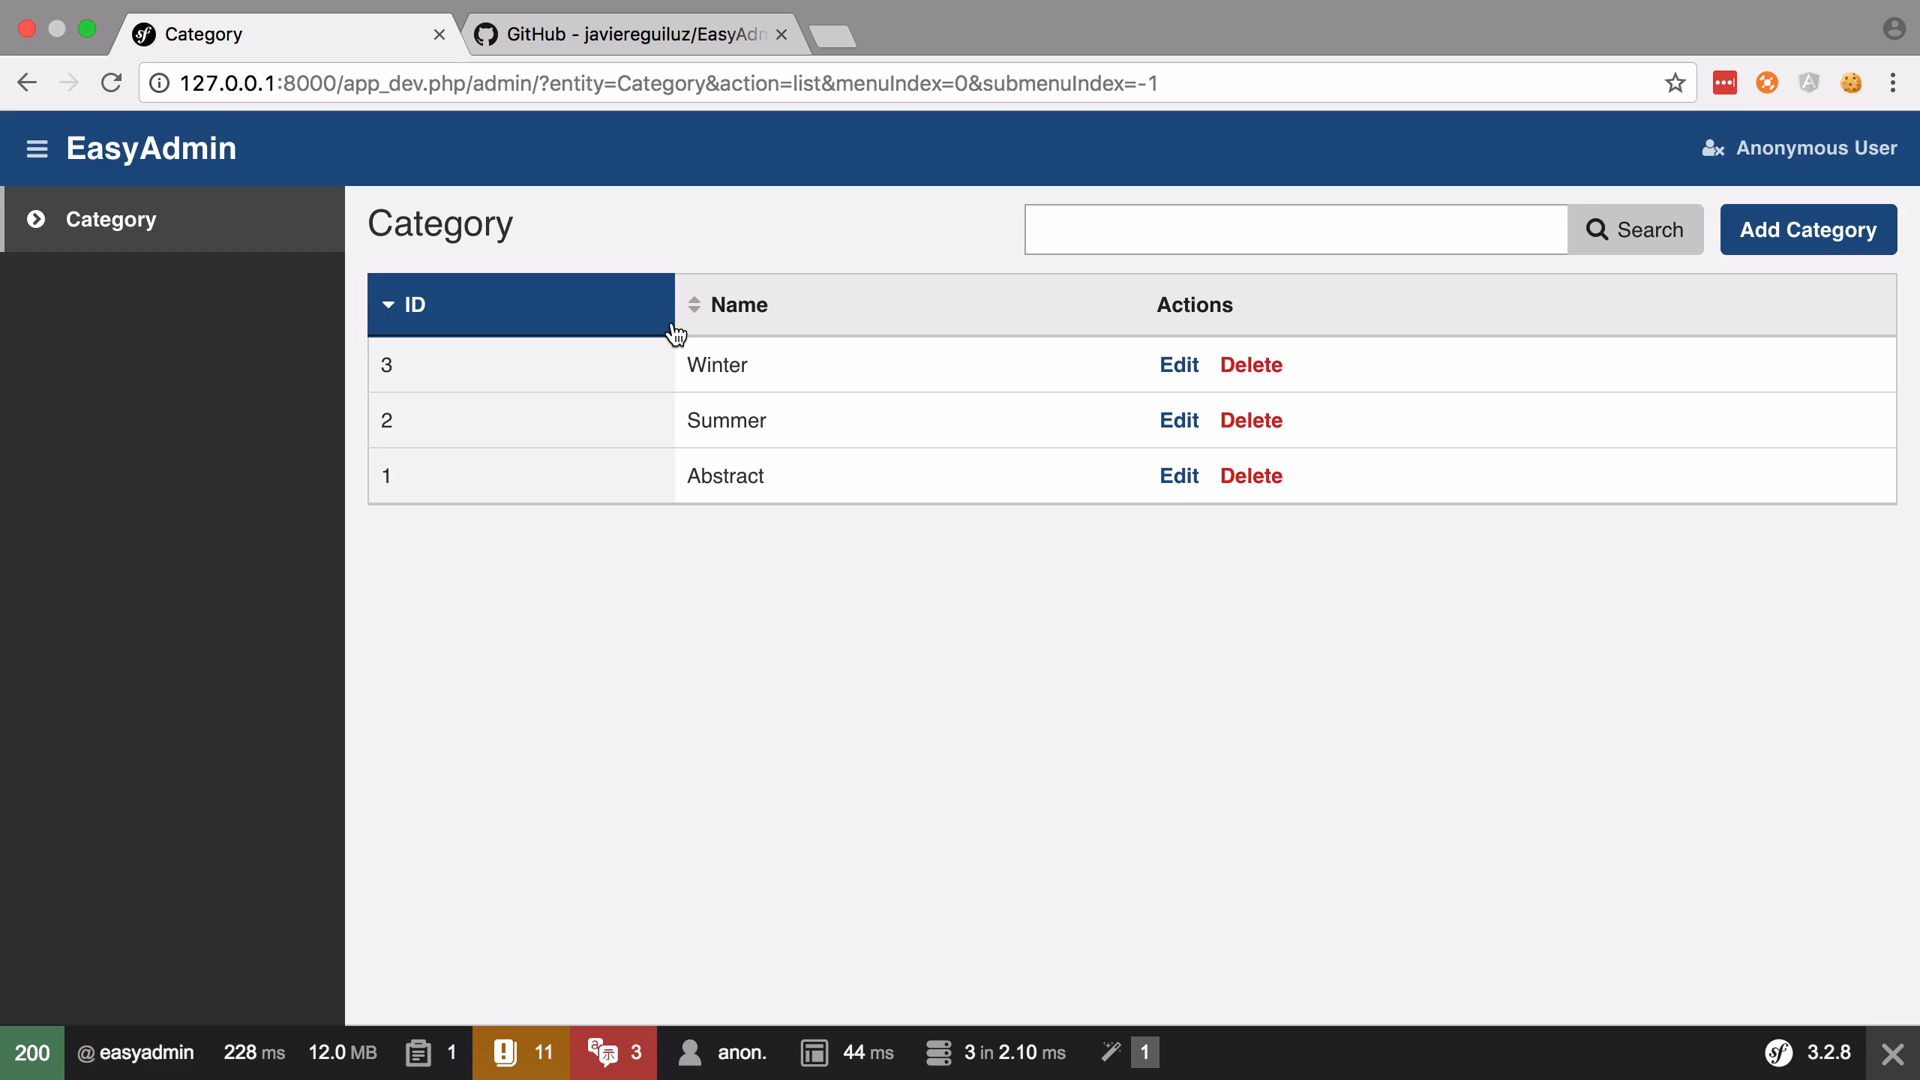 Category
GitHub - javiereguiluz/EasyAdm
127.0.0.1:8000/app_dev.php/admin/?entity=Category&action=list&menuIndex=0&submenuIndex=-1
EasyAdmin
Anonymous User
Category
Category
Search
Add Category
ID Name Actions
3 Winter Edit Delete
2 Summer Edit Delete
1 Abstract Edit Delete
200 @ easyadmin 228 ms 12.0 MB 1 11 3 anon. 44 ms 3 in 2.10 ms 1 3.2.8